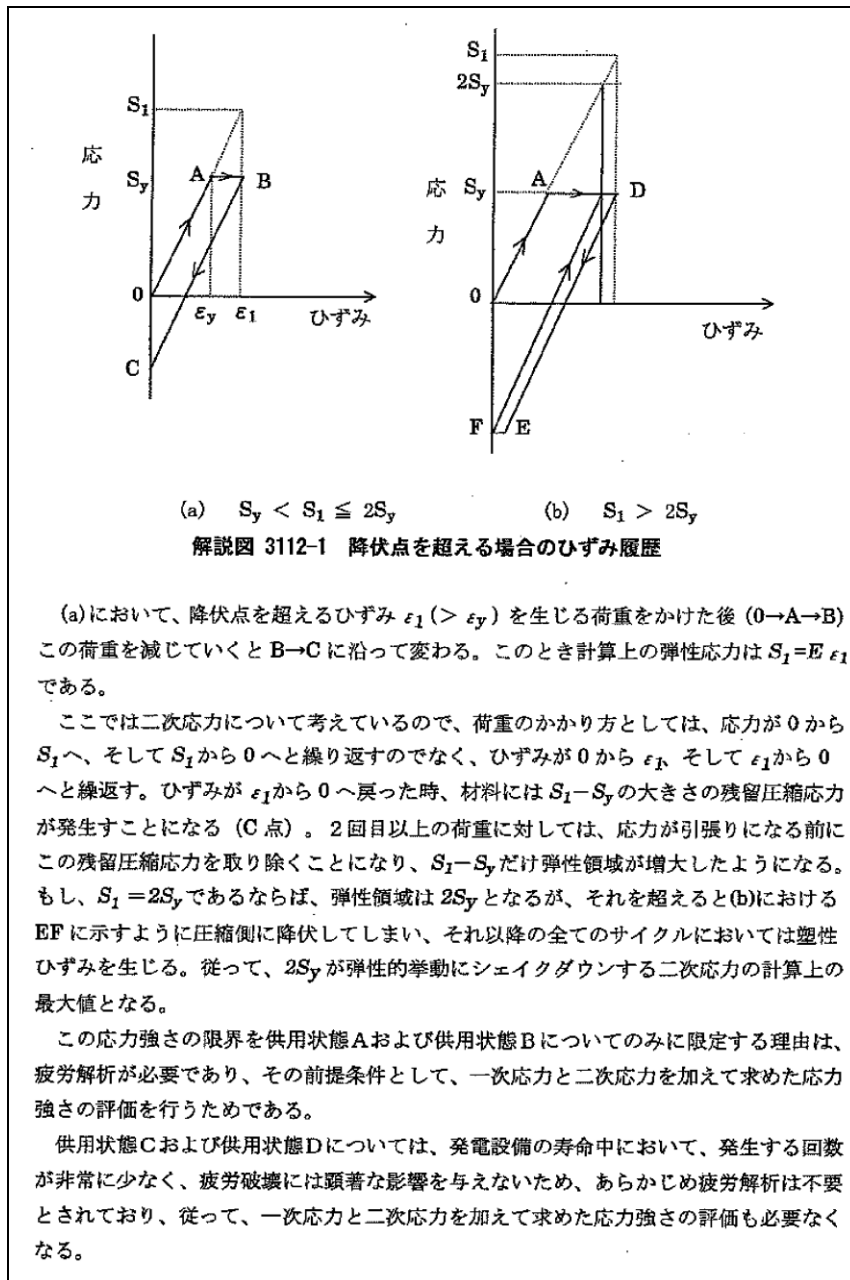 S1
応
力
Sy
A
B
0
εy
ε1
ひずみ
C
S1
2Sy
応
力
Sy
A
D
0
ひずみ
F
E
(a) Sy < S1 ≦ 2Sy
(b) S1 > 2Sy
解説図 3112-1 降伏点を超える場合のひずみ履歴
(a)において、降伏点を超えるひずみ ε1(> εy) を生じる荷重をかけた後 (0→A→B)
この荷重を減じていくと B→C に沿って変わる。このとき計算上の弾性応力は S1=E ε1
である。
ここでは二次応力について考えているので、荷重のかかり方としては、応力が 0 から
S1へ、そして S1から 0 へと繰り返すのでなく、ひずみが 0 から ε1、そして ε1から 0
へと繰返す。ひずみが ε1から 0 へ戻った時、材料には S1−Syの大きさの残留圧縮応力
が発生すことになる (C 点) 。2回目以上の荷重に対しては、応力が引張りになる前に
この残留圧縮応力を取り除くことになり、S1−Syだけ弾性領域が増大したようになる。
もし、S1 =2Syであるならば、弾性領域は 2Syとなるが、それを超えると(b)における
EF に示すように圧縮側に降伏してしまい、それ以降の全てのサイクルにおいては塑性
ひずみを生じる。従って、2Syが弾性的挙動にシェイクダウンする二次応力の計算上の
最大値となる。
この応力強さの限界を供用状態Aおよび供用状態Bについてのみに限定する理由は、
疲労解析が必要であり、その前提条件として、一次応力と二次応力を加えて求めた応力
強さの評価を行うためである。
供用状態Cおよび供用状態Dについては、発電設備の寿命中において、発生する回数
が非常に少なく、疲労破壊には顕著な影響を与えないため、あらかじめ疲労解析は不要
とされており、従って、一次応力と二次応力を加えて求めた応力強さの評価も必要なく
なる。